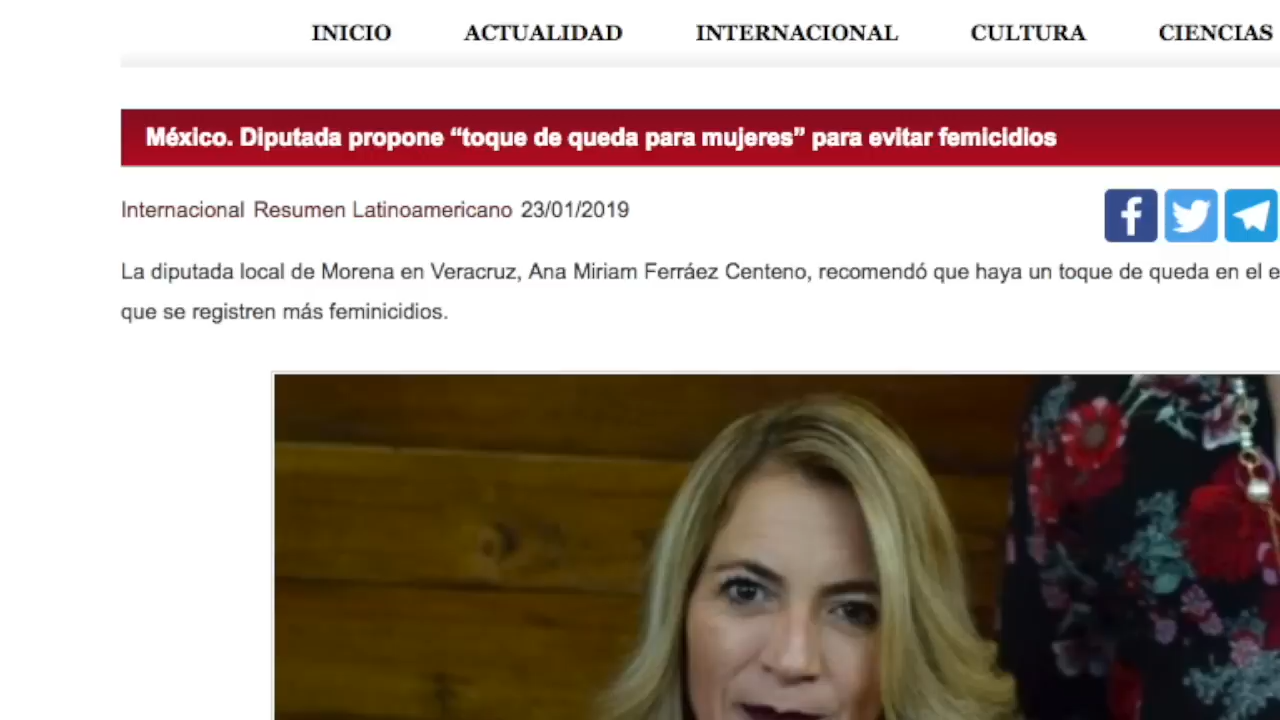 INICIO ACTUALIDAD INTERNACIONAL CULTURA CIENCIAS
México. Diputada propone “toque de queda para mujeres” para evitar femicidios
Internacional Resumen Latinoamericano 23/01/2019
La diputada local de Morena en Veracruz, Ana Miriam Ferráez Centeno, recomendó que haya un toque de queda en el
que se registren más feminicidios.